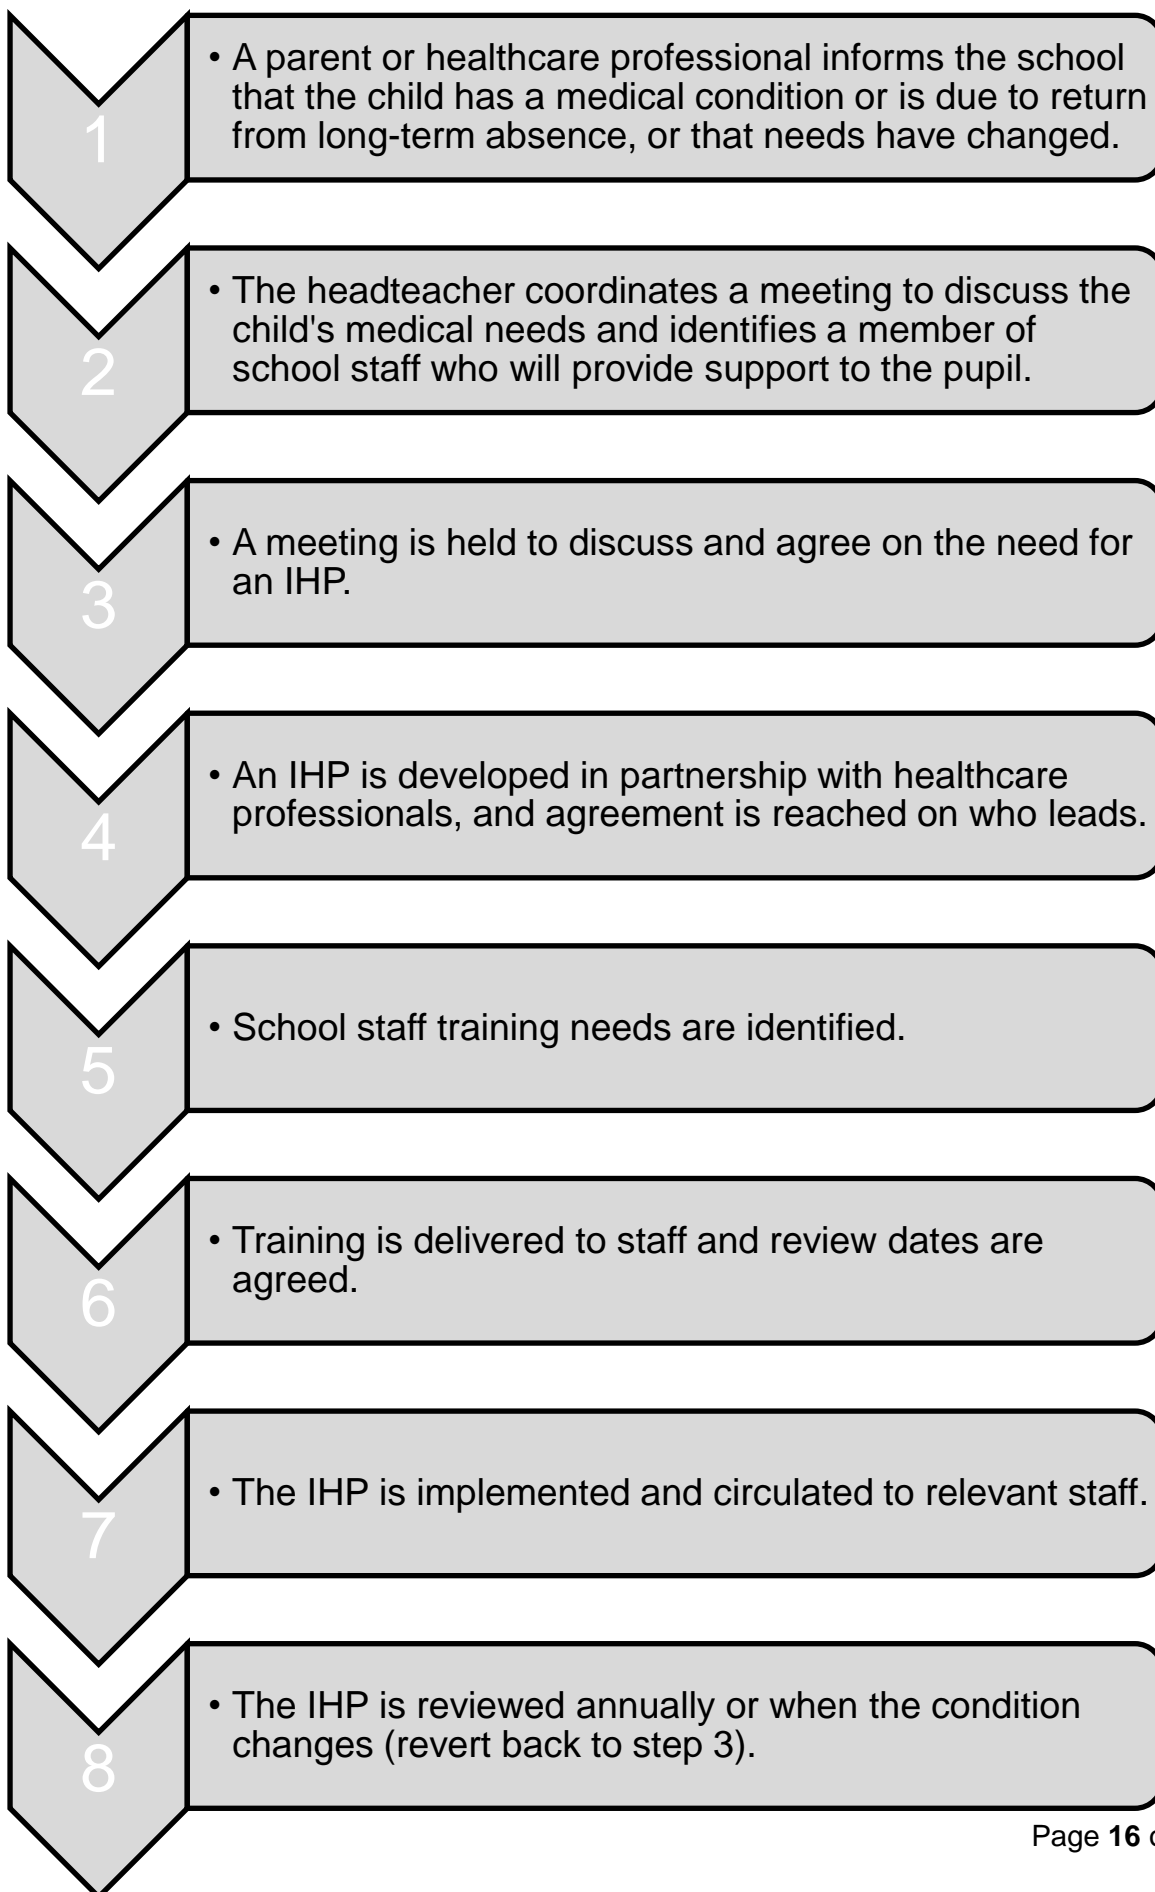 1
• A parent or healthcare professional informs the school
that the child has a medical condition or is due to return
from long-term absence, or that needs have changed.
2
• The headteacher coordinates a meeting to discuss the
child's medical needs and identifies a member of
school staff who will provide support to the pupil.
3
• A meeting is held to discuss and agree on the need for
an IHP.
4
• An IHP is developed in partnership with healthcare
professionals, and agreement is reached on who leads.
5
• School staff training needs are identified.
6
• Training is delivered to staff and review dates are
agreed.
7
• The IHP is implemented and circulated to relevant staff.
8
• The IHP is reviewed annually or when the condition
changes (revert back to step 3).
Page 16